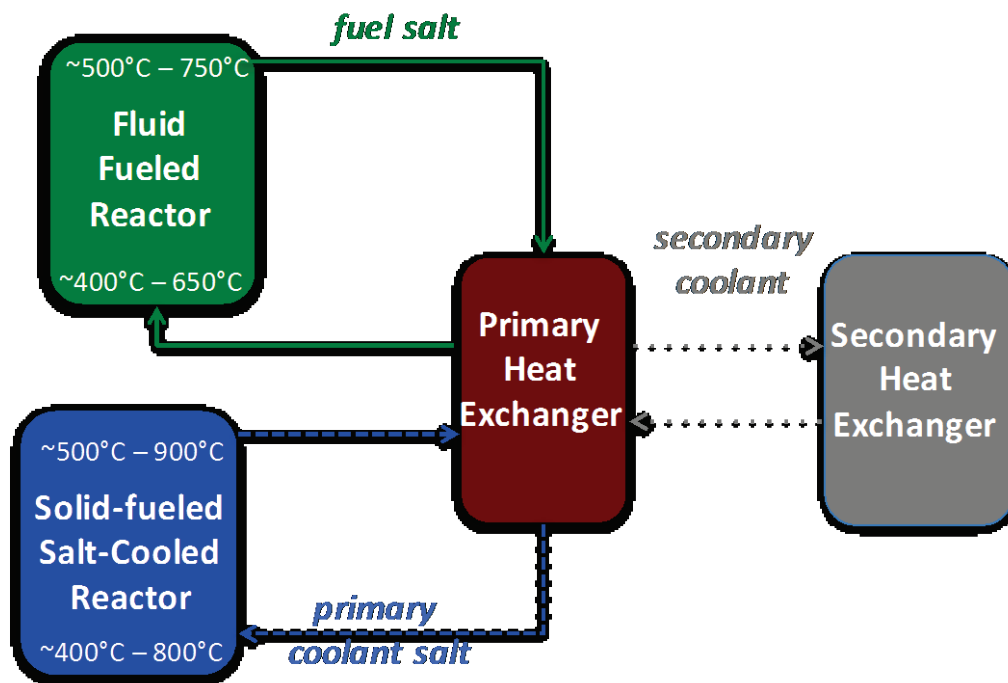 fuel salt
~500°C – 750°C
Fluid
Fueled
Reactor
~400°C – 650°C
secondary
coolant
Primary
Heat
Exchanger
Secondary
Heat
Exchanger
~500°C – 900°C
Solid-fueled
Salt-Cooled
Reactor
~400°C – 800°C
primary
coolant salt